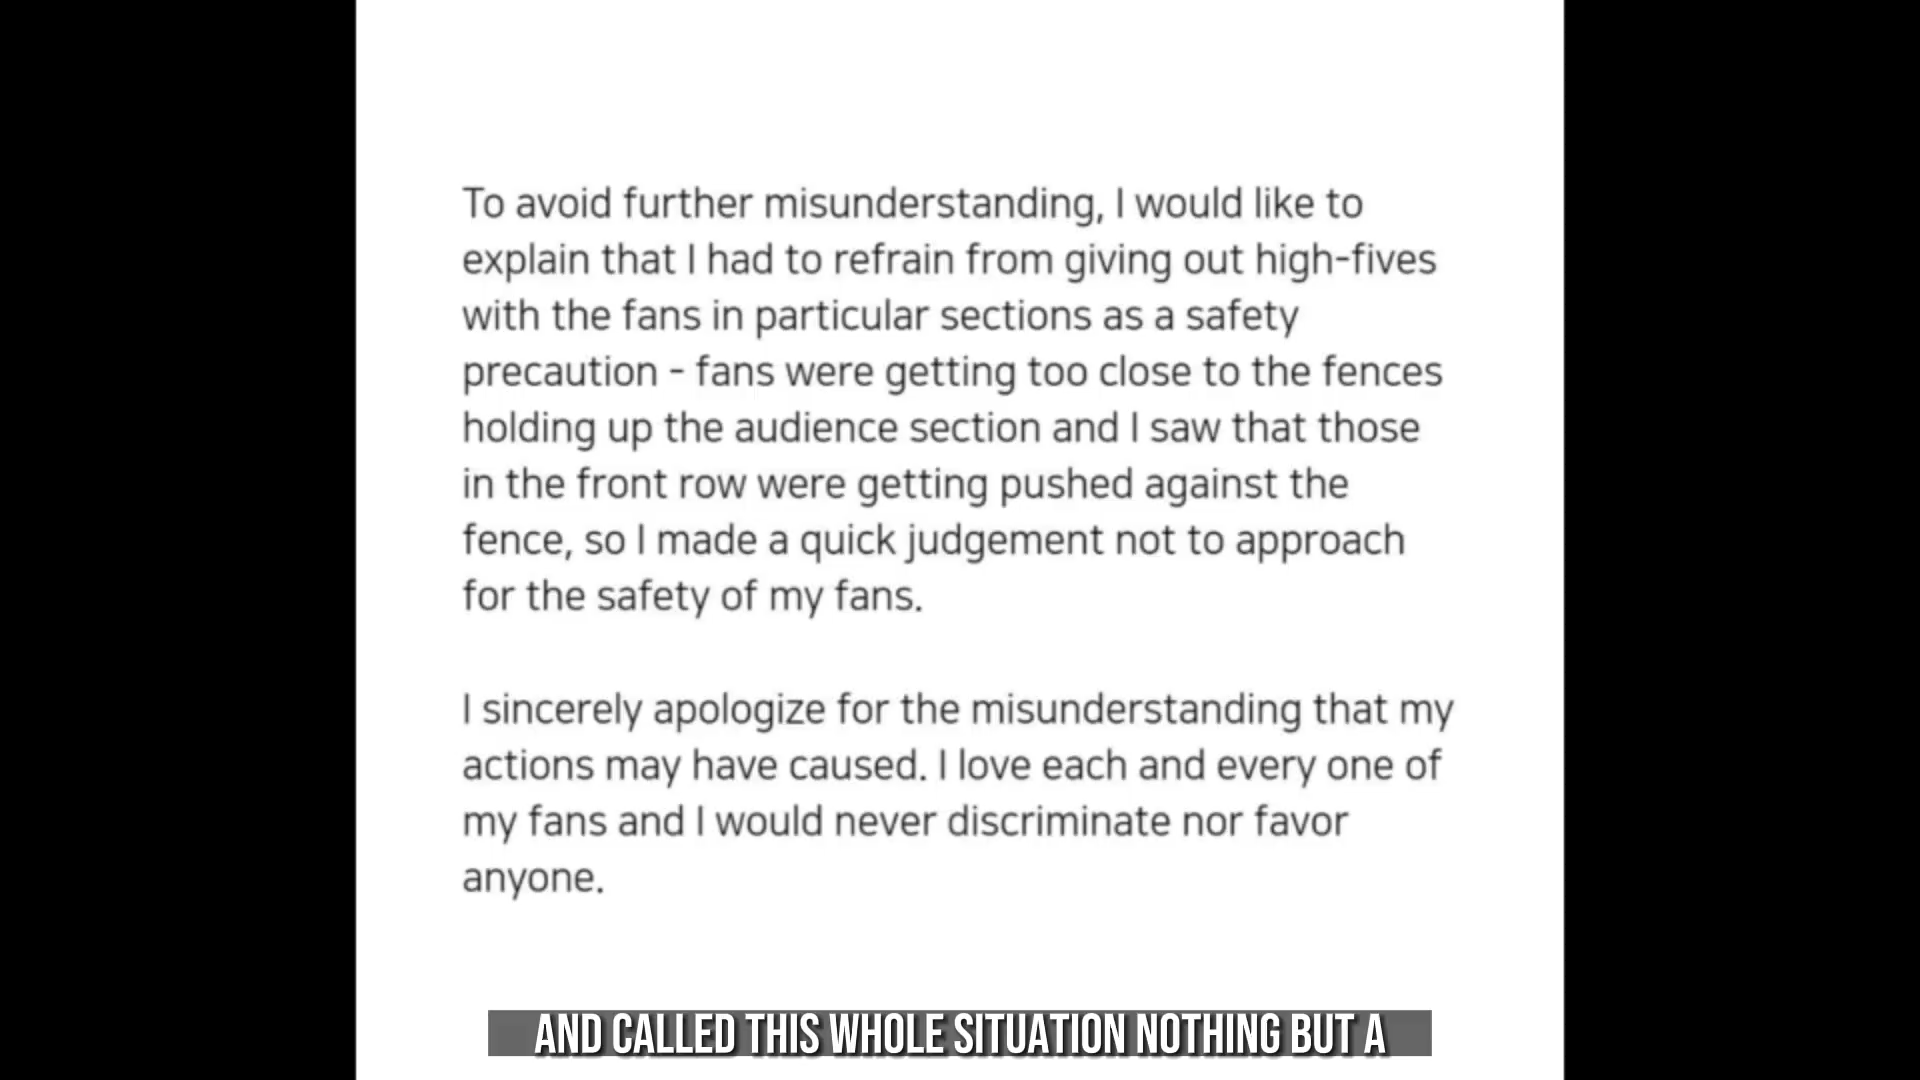 To avoid further misunderstanding, I would like to
explain that I had to refrain from giving out high-fives
with the fans in particular sections as a safety
precaution - fans were getting too close to the fences
holding up the audience section and I saw that those
in the front row were getting pushed against the
fence, so I made a quick judgement not to approach
for the safety of my fans.
I sincerely apologize for the misunderstanding that my
actions may have caused. I love each and every one of
my fans and I would never discriminate nor favor
anyone.
AND CALLED THIS WHOLE SITUATION NOTHING BUT A